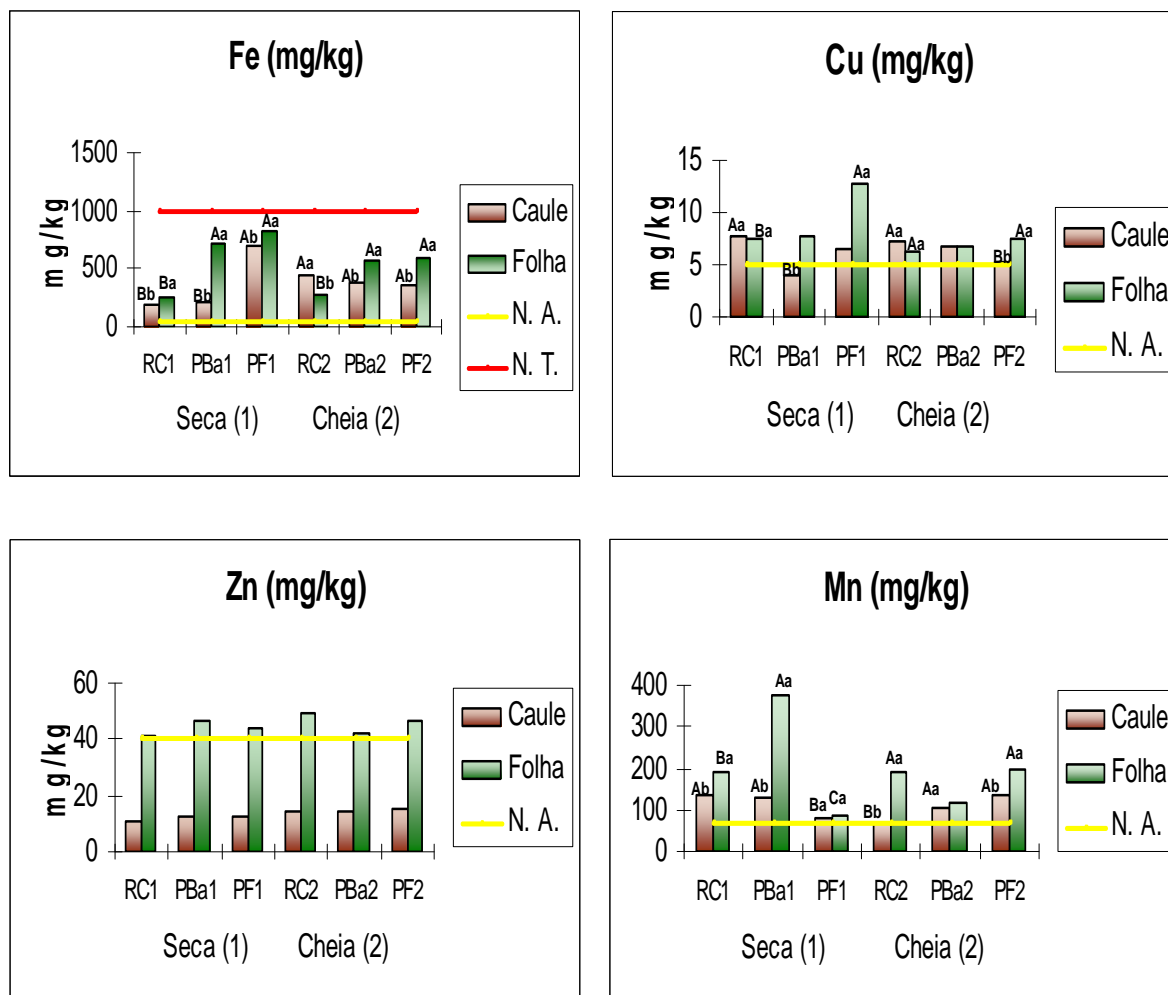 Fe (mg/kg)
1500
1000
500
0
m g/kg
Bb Ba Bb Aa Ab Aa Aa Bb Ab Aa Ab Aa
RC1 PBa1 PF1 RC2 PBa2 PF2
Seca (1) Cheia (2)
Caule
Folha
N. A.
N. T.
Cu (mg/kg)
15
10
5
0
m g/kg
Aa Ba Bb Aa Aa Aa Bb Aa
RC1 PBa1 PF1 RC2 PBa2 PF2
Seca (1) Cheia (2)
Caule
Folha
N. A.
Zn (mg/kg)
60
40
20
0
m g/kg
RC1 PBa1 PF1 RC2 PBa2 PF2
Seca (1) Cheia (2)
Caule
Folha
N. A.
Mn (mg/kg)
400
300
200
100
0
m g/kg
Ab Ba Ab Aa Ba Ca Bb Aa Aa Ab Aa
RC1 PBa1 PF1 RC2 PBa2 PF2
Seca (1) Cheia (2)
Caule
Folha
N. A.